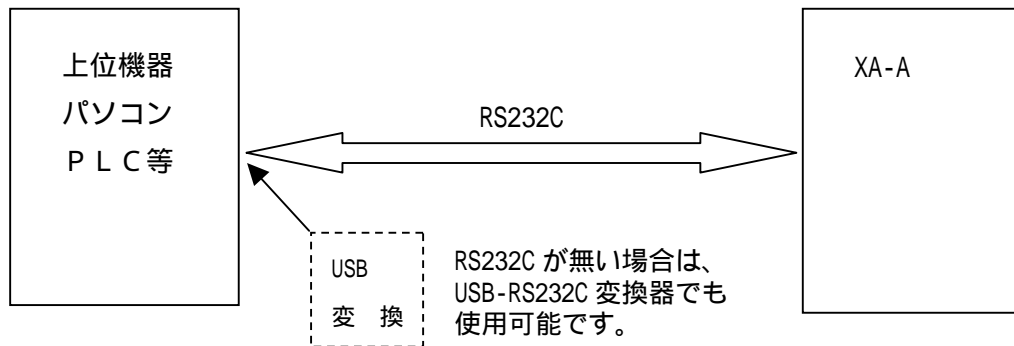 上位機器
パソコン
ＰＬＣ等
RS232C
XA-A
USB
変　換
RS232C が無い場合は、
USB-RS232C 変換器でも
使用可能です。